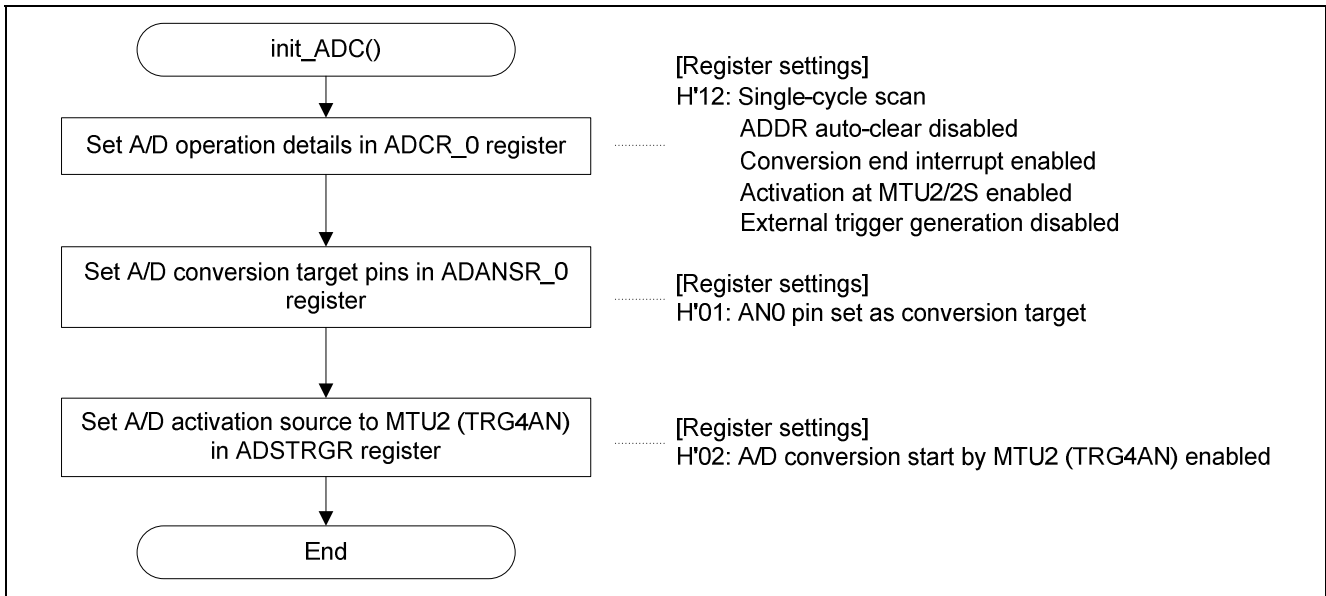 init_ADC()
[Register settings]
H'12: Single-cycle scan
ADDR auto-clear disabled
Conversion end interrupt enabled
Activation at MTU2/2S enabled
External trigger generation disabled
Set A/D operation details in ADCR_0 register
Set A/D conversion target pins in ADANSR_0
register
[Register settings]
H'01: AN0 pin set as conversion target
Set A/D activation source to MTU2 (TRG4AN)
in ADSTRGR register
[Register settings]
H'02: A/D conversion start by MTU2 (TRG4AN) enabled
End